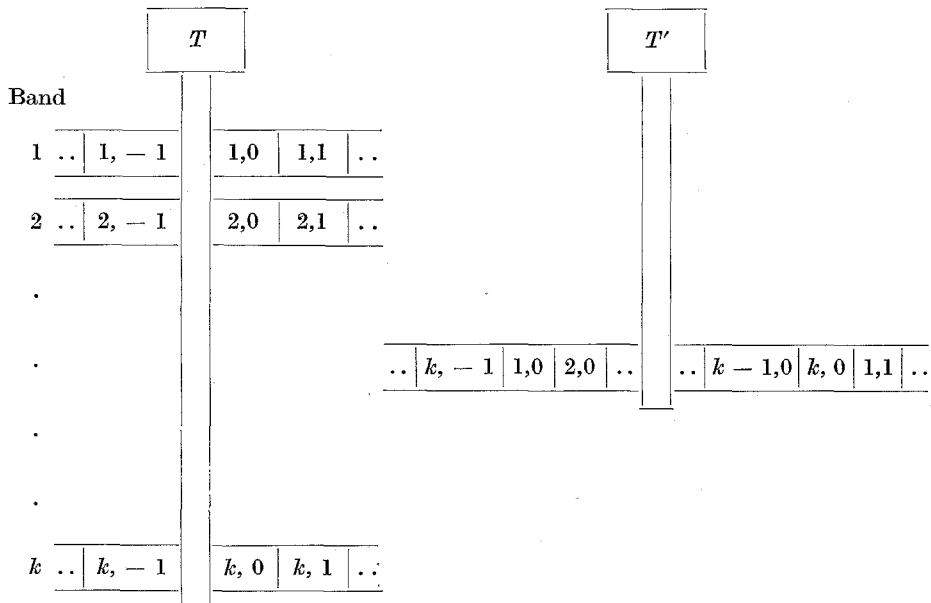 T T′
Band
1 .. 1, − 1 1,0 1,1 ..
2 .. 2, − 1 2,0 2,1 ..
.
.. k, − 1 1,0 2,0 .. .. k − 1,0 k, 0 1,1 ..
.
.
.
k .. k, − 1 k, 0 k, 1 ..